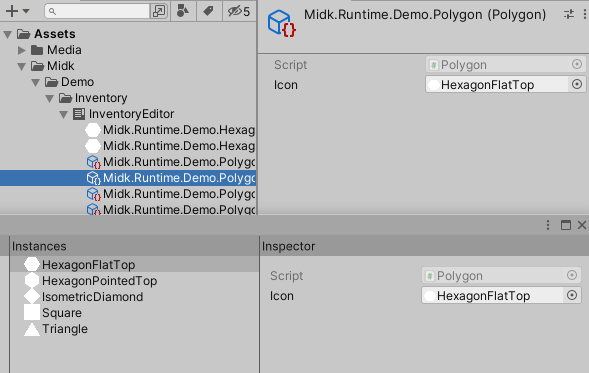 5
Assets
Media
Midk
Demo
Inventory
InventoryEditor
Midk.Runtime.Demo.Hexag
Midk.Runtime.Demo.Hexag
Midk.Runtime.Demo.Polygo
Midk.Runtime.Demo.Polygo
Midk.Runtime.Demo.Polygo
Midk.Runtime.Demo.Polygo
Midk.Runtime.Demo.Polygon (Polygon)
Script Polygon
Icon HexagonFlatTop
Instances
HexagonFlatTop
HexagonPointedTop
IsometricDiamond
Square
Triangle
Inspector
Script Polygon
Icon HexagonFlatTop